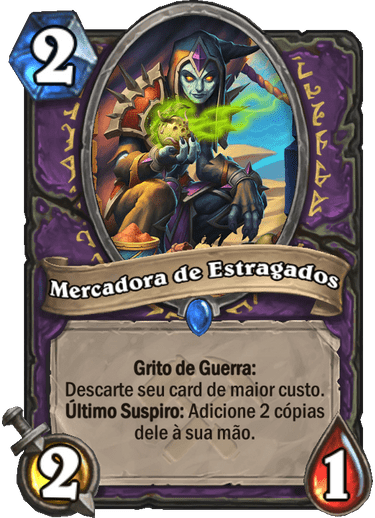 2
Mercadora de Estragados
Grito de Guerra:
Descarte seu card de maior custo.
Último Suspiro: Adicione 2 cópias
dele à sua mão.
2
1